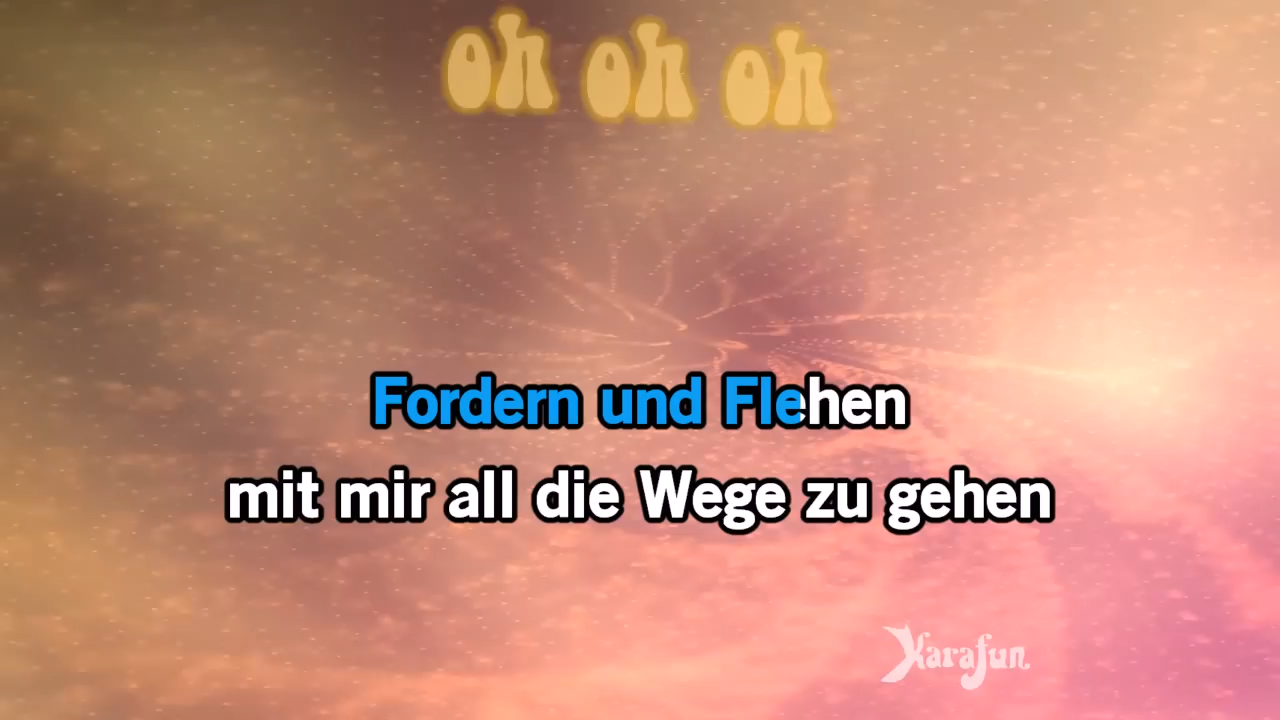 oh oh oh
Fordern und Flehen
mit mir all die Wege zu gehen
Karafun